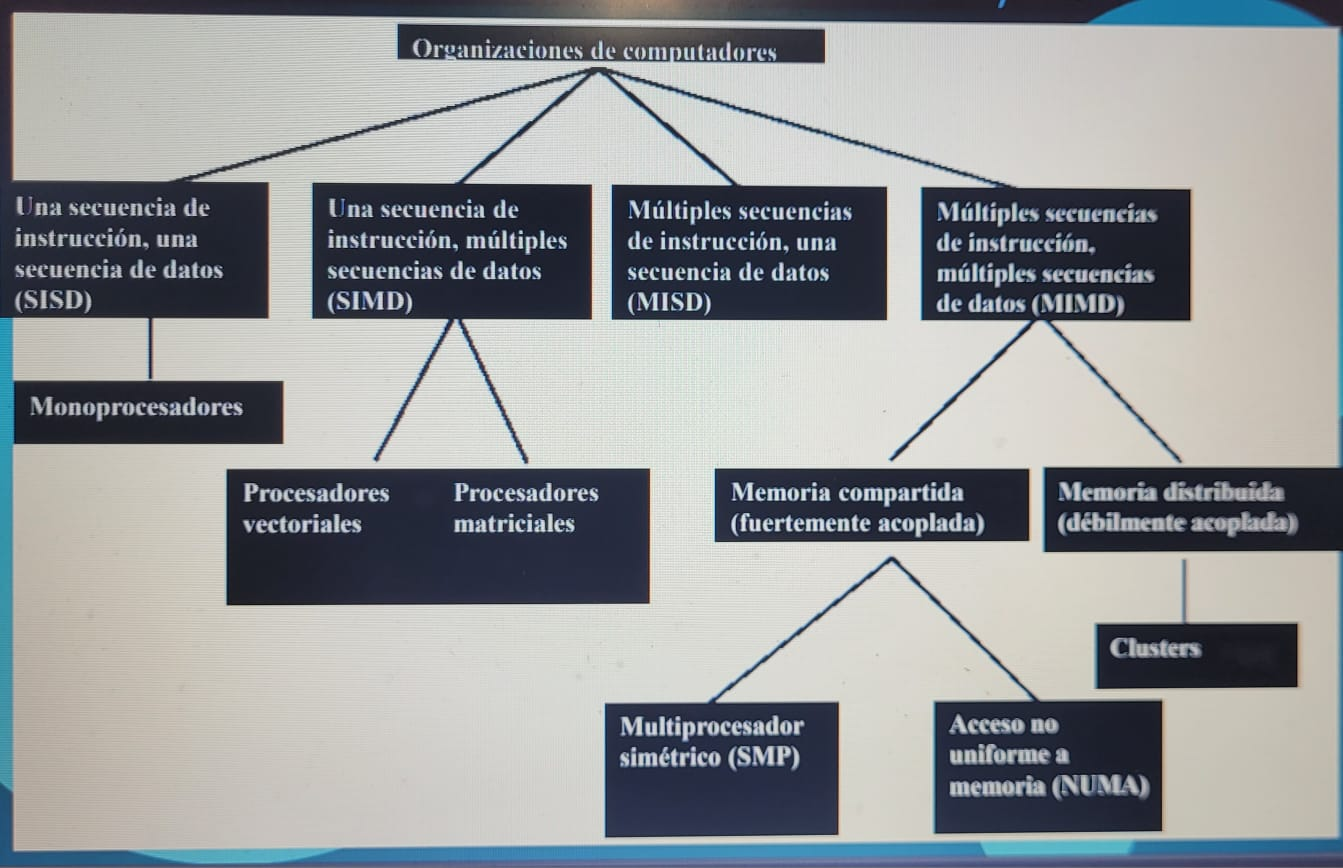 Organizaciones de computadores
Una secuencia de
instrucción, una
secuencia de datos
(SISD)
Una secuencia de
instrucción, múltiples
secuencias de datos
(SIMD)
Múltiples secuencias
de instrucción, una
secuencia de datos
(MISD)
Múltiples secuencias
de instrucción,
múltiples secuencias
de datos (MIMD)
Monoprocesadores
Procesadores
vectoriales
Procesadores
matriciales
Memoria compartida
(fuertemente acoplada)
Memoria distribuida
(débilmente acoplada)
Clusters
Multiprocesador
simétrico (SMP)
Acceso no
uniforme a
memoria (NUMA)